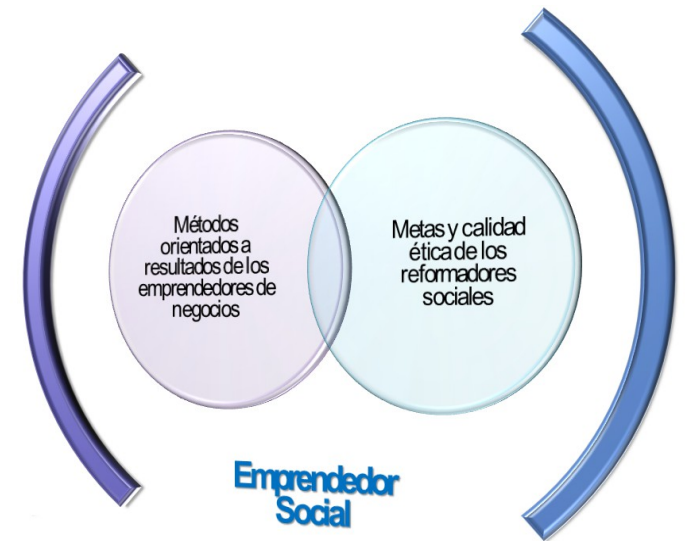 Métodos
orientados a
resultados de los
emprendedores de
negocios
Metas y calidad
ética de los
reformadores
sociales
Emprendedor
Social